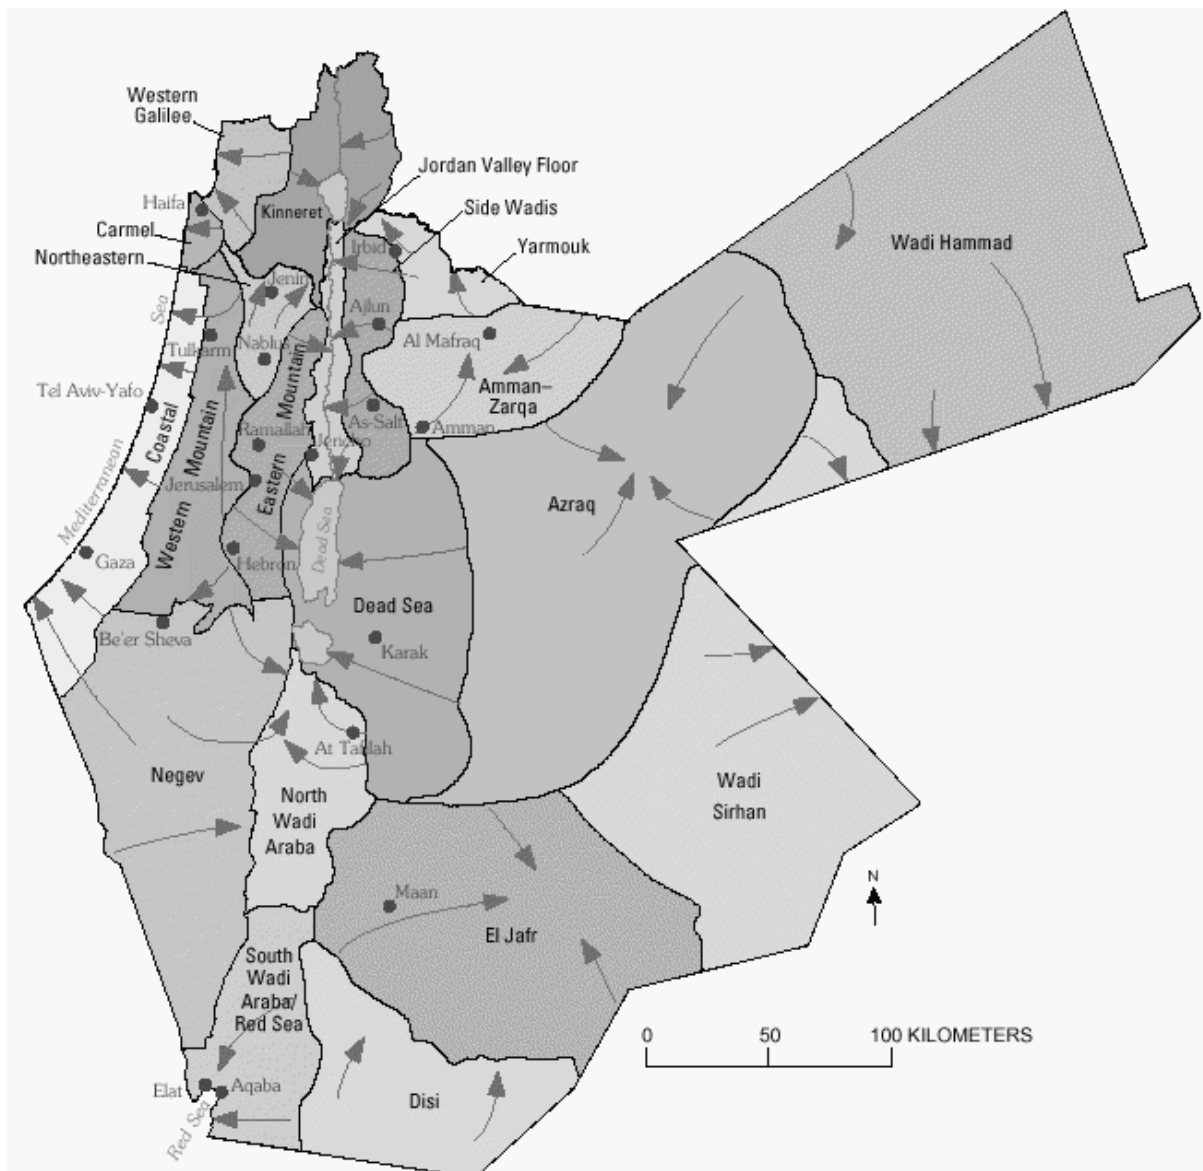 Western
Galilee
Jordan Valley Floor
Haifa
Kinneret
Side Wadis
Carmel
Northeastern
Irbid
Yarmouk
Wadi Hammad
Jenin
Sea
Ajlun
Tulkarm
Nablus
Al Mafraq
Amman–
Zarqa
Tel Aviv-Yafo
Coastal
Mountain
Mountain
As-Salt
Amman
Ramallah
Jericho
Mediterranean
Jerusalem
Eastern
Western
Azraq
Dead Sea
Gaza
Hebron
Dead Sea
Be'er Sheva
Karak
At Tafilah
Negev
North
Wadi
Araba
Wadi
Sirhan
Maan
N
El Jafr
South
Wadi
Araba/
Red Sea
0 50 100 KILOMETERS
Elat
Aqaba
Disi
Red Sea